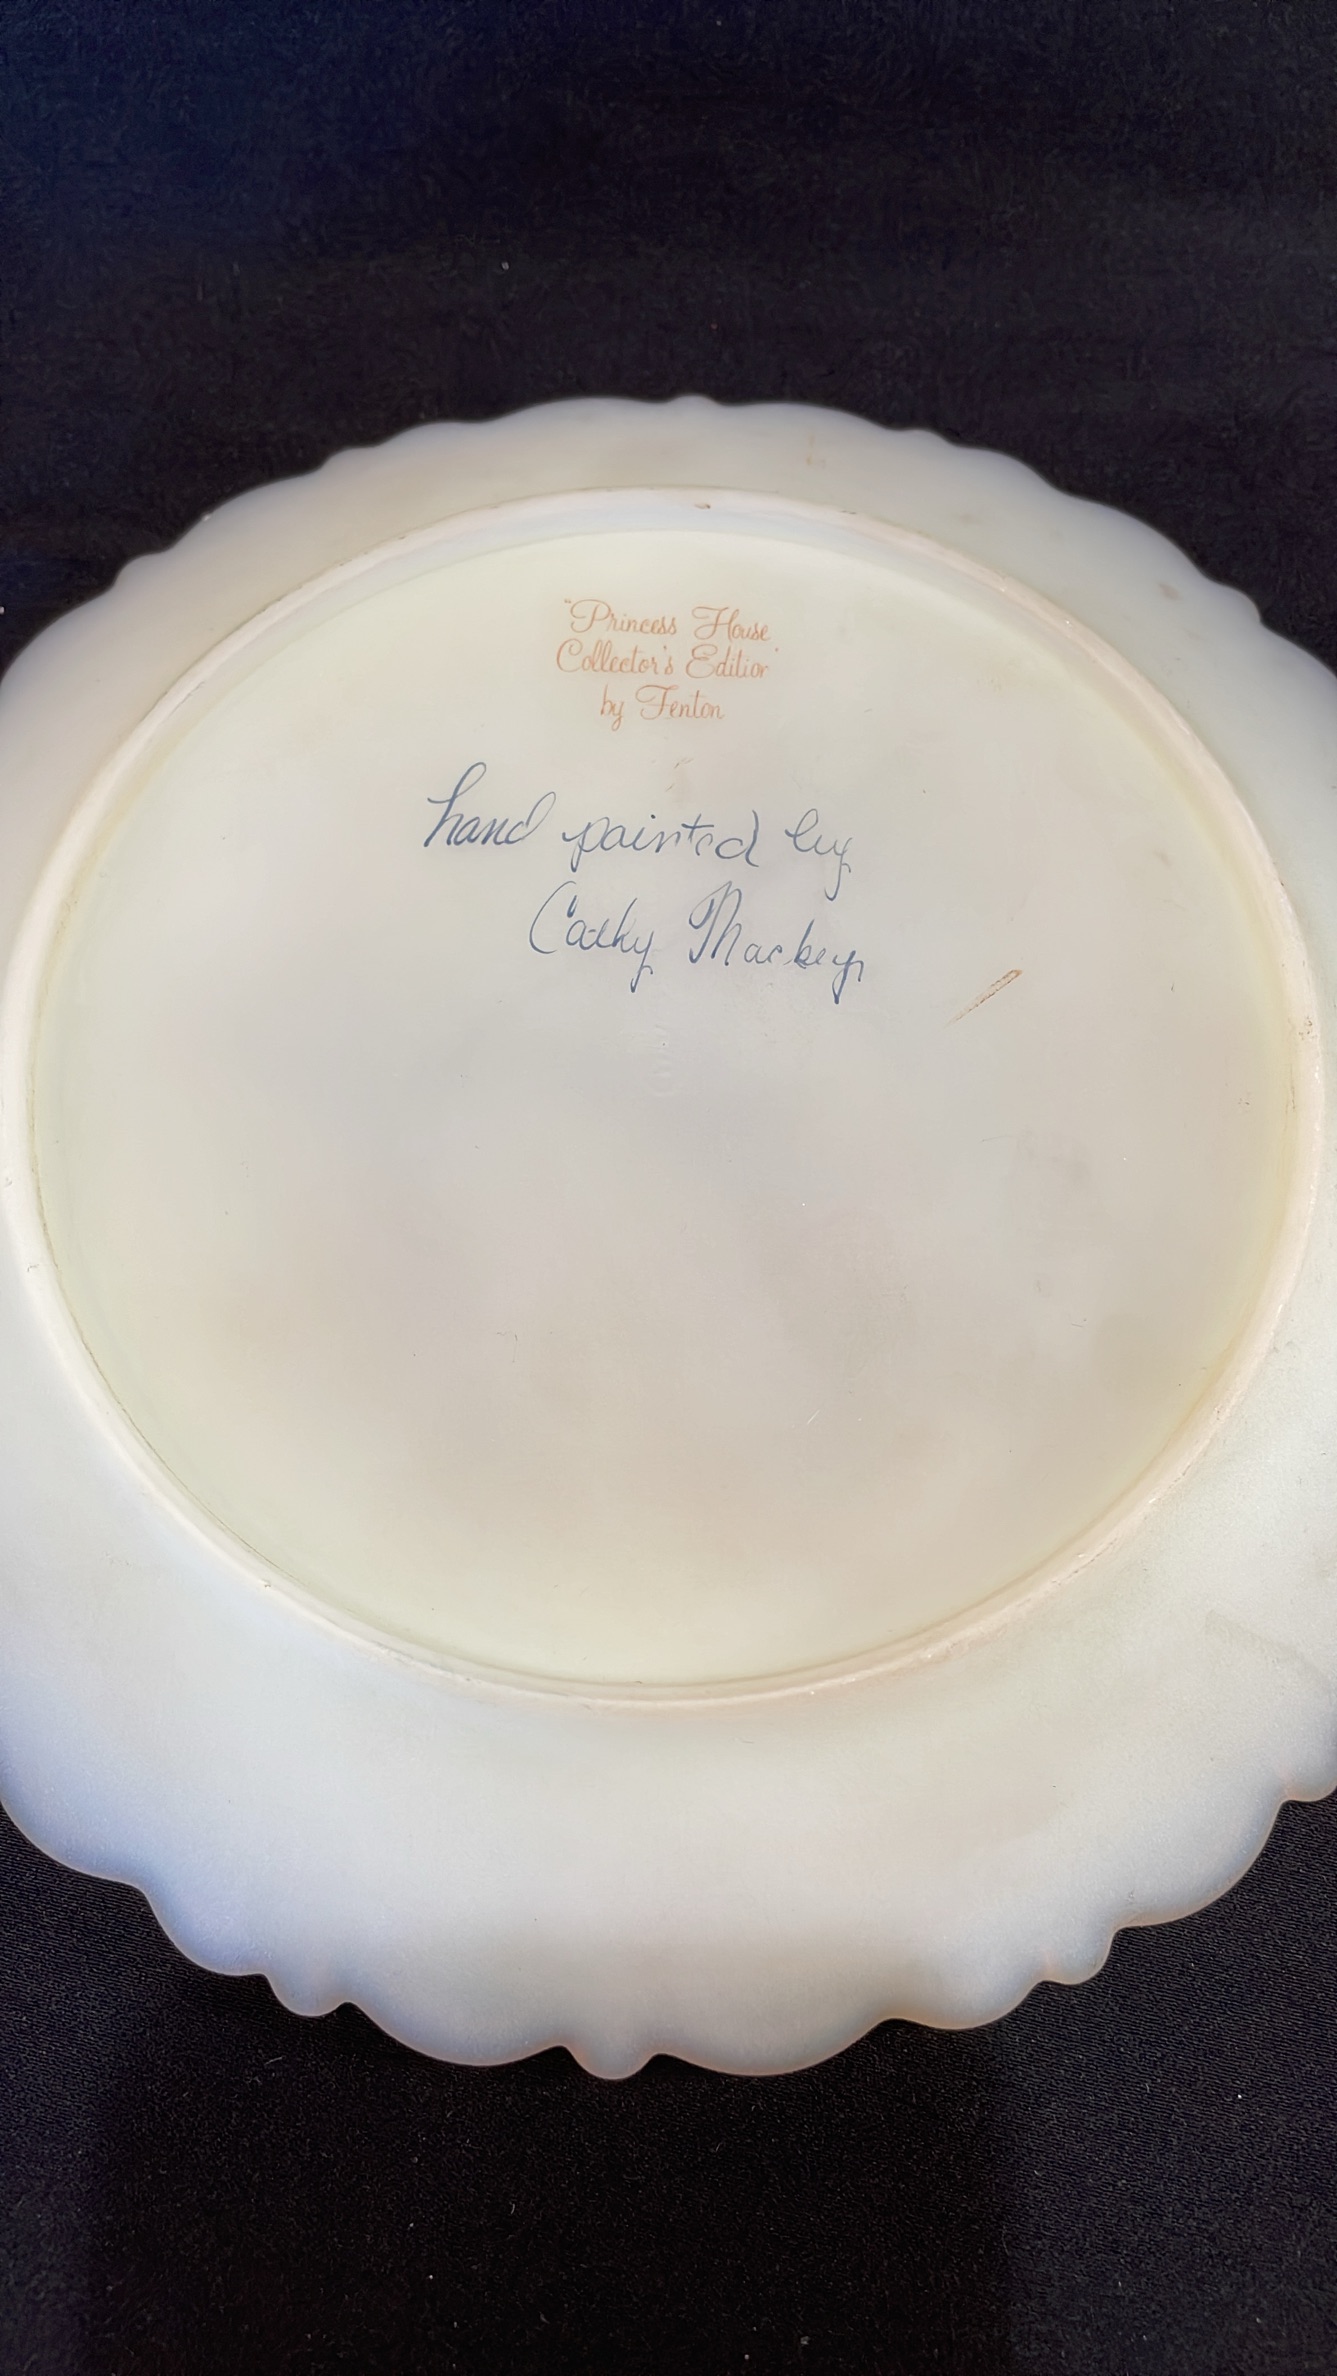 "Princess House
Collector's Edition"
by Fenton
hand painted by
Cathy Mackey